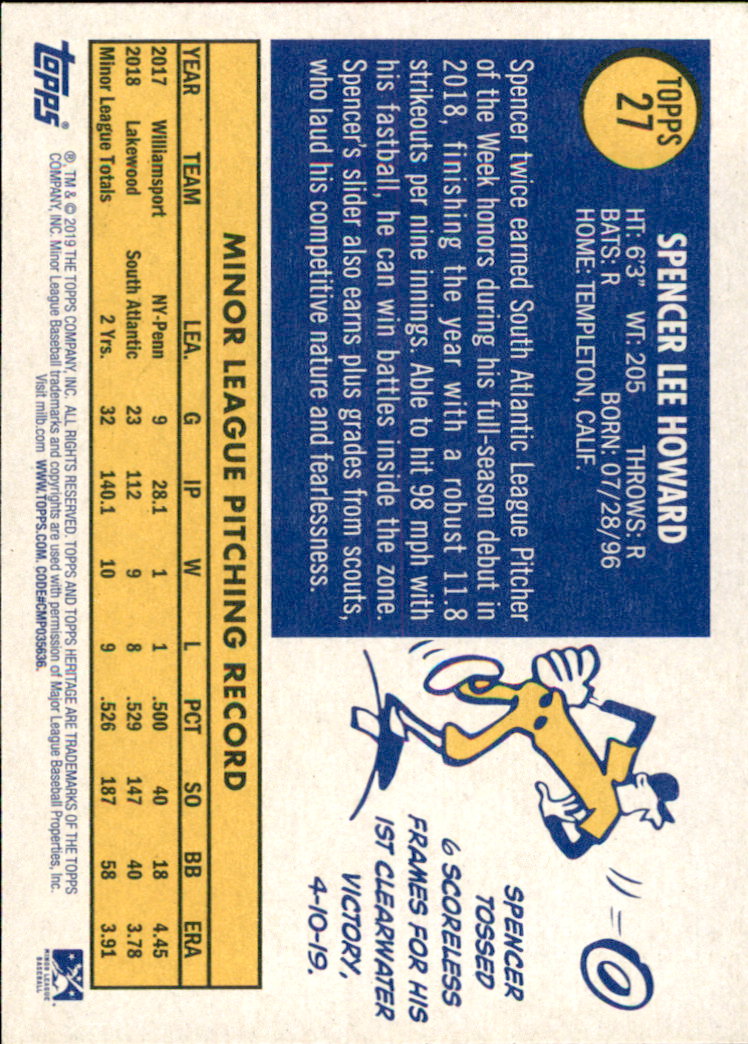 TOPPS
27
SPENCER LEE HOWARD
HT: 6'3" WT: 205 THROWS: R
BATS: R BORN: 07/28/96
HOME: TEMPLETON, CALIF.
Spencer twice earned South Atlantic League Pitcher
of the Week honors during his full-season debut in
2018, finishing the year with a robust 11.8
strikeouts per nine innings. Able to hit 98 mph with
his fastball, he can win battles inside the zone.
Spencer's slider also earns plus grades from scouts,
who laud his competitive nature and fearlessness.
SPENCER
TOSSED
6 SCORELESS
FRAMES FOR HIS
1ST CLEARWATER
VICTORY,
4-10-19.
MINOR LEAGUE PITCHING RECORD
YEAR TEAM LEA. G IP W L PCT SO BB ERA
2017 Williamsport NY-Penn 9 28.1 1 1 .500 40 18 4.45
2018 Lakewood South Atlantic 23 112 9 8 .529 147 40 3.78
Minor League Totals 2 Yrs. 32 140.1 10 9 .526 187 58 3.91
topps®
®, TM & © 2019 THE TOPPS COMPANY, INC. ALL RIGHTS RESERVED. TOPPS AND TOPPS HERITAGE ARE TRADEMARKS OF THE TOPPS
COMPANY, INC. Minor League Baseball trademarks and copyrights are used with permission of Major League Baseball Properties, Inc.
Visit milb.com WWW.TOPPS.COM. CODE#CMP035636.
MINOR LEAGUE
BASEBALL